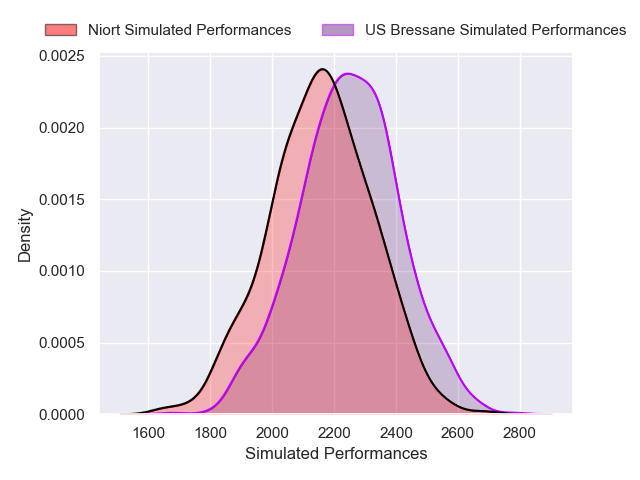 Niort Simulated Performances
US Bressane Simulated Performances
0.0025
0.0020
0.0015
0.0010
0.0005
0.0000
Density
1600 1800 2000 2200 2400 2600 2800
Simulated Performances